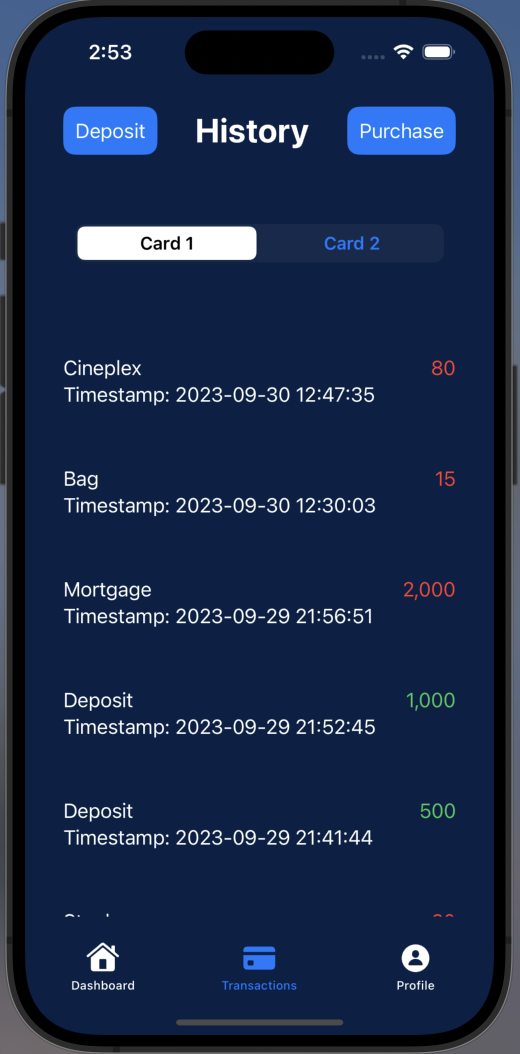 2:53
Deposit
History
Purchase
Card 1
Card 2
Cineplex
80
Timestamp: 2023-09-30 12:47:35
Bag
15
Timestamp: 2023-09-30 12:30:03
Mortgage
2,000
Timestamp: 2023-09-29 21:56:51
Deposit
1,000
Timestamp: 2023-09-29 21:52:45
Deposit
500
Timestamp: 2023-09-29 21:41:44
Dashboard
Transactions
Profile